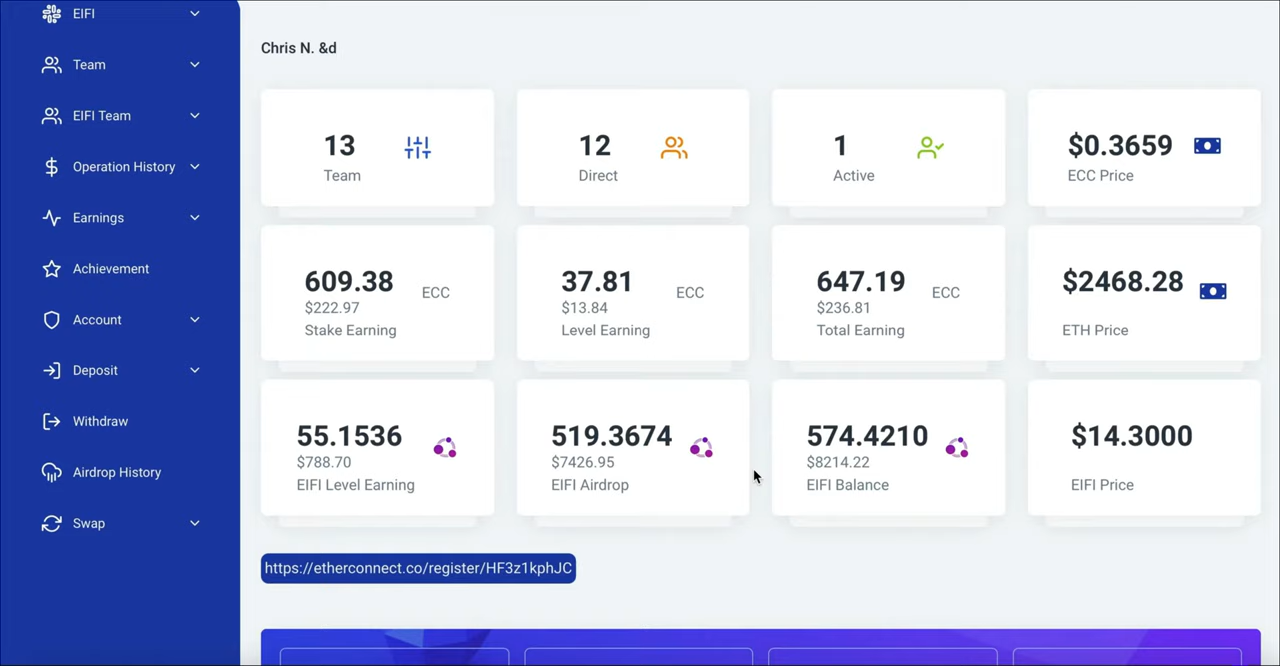 EIFI
Team
EIFI Team
Operation History
Earnings
Achievement
Account
Deposit
Withdraw
Airdrop History
Swap
Chris N. &d
13
Team
12
Direct
1
Active
$0.3659
ECC Price
609.38
ECC
$222.97
Stake Earning
37.81
ECC
$13.84
Level Earning
647.19
ECC
$236.81
Total Earning
$2468.28
ETH Price
55.1536
$788.70
EIFI Level Earning
519.3674
$7426.95
EIFI Airdrop
574.4210
$8214.22
EIFI Balance
$14.3000
EIFI Price
https://etherconnect.co/register/HF3z1kphJC